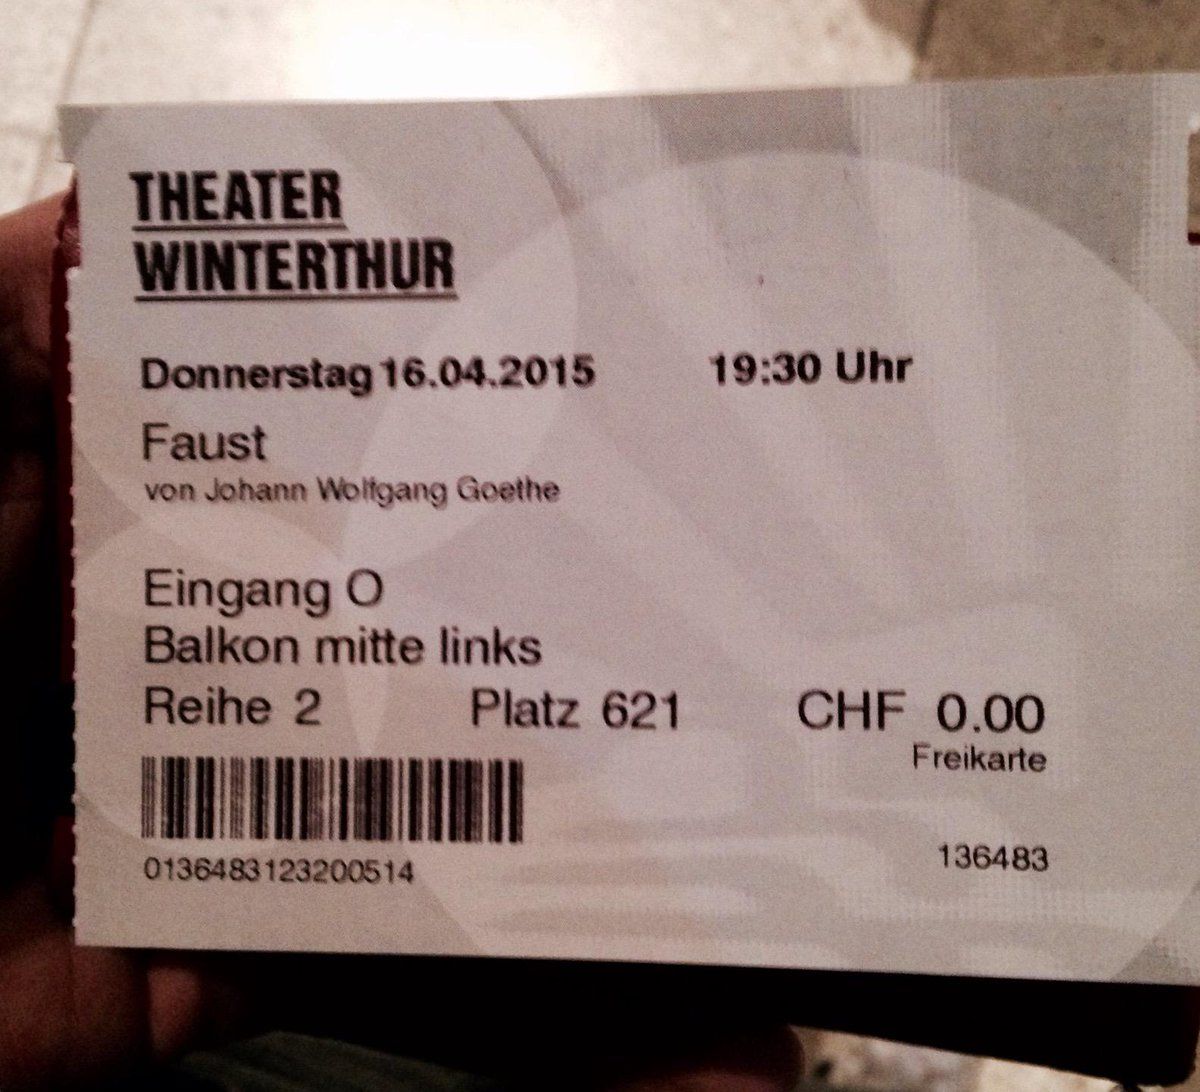 THEATER
WINTERTHUR
Donnerstag 16.04.2015 19:30 Uhr
Faust
von Johann Wolfgang Goethe
Eingang O
Balkon mitte links
Reihe 2 Platz 621 CHF 0.00
Freikarte
0136483123200514 136483